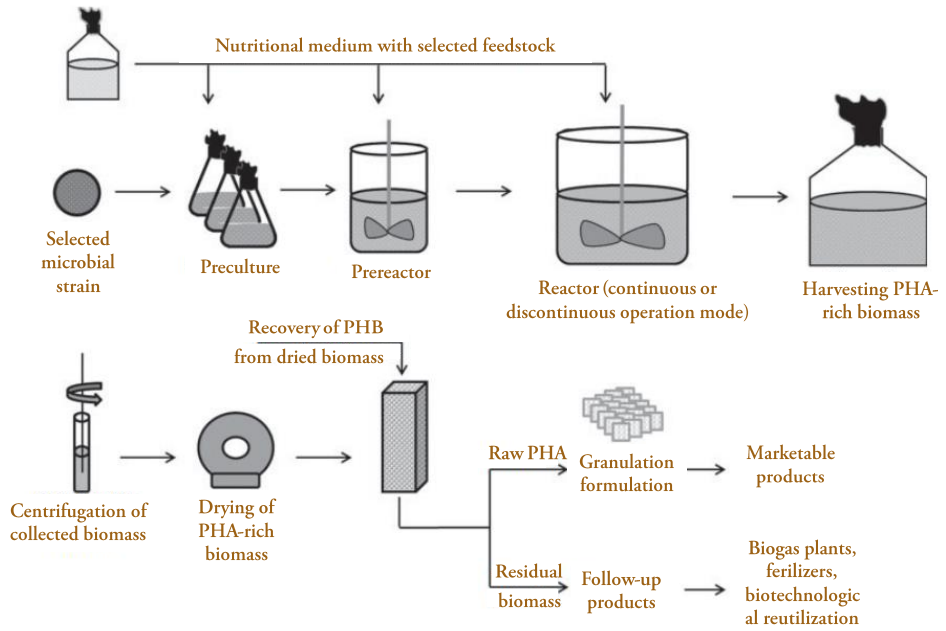 Nutritional medium with selected feedstock
Selected
microbial
strain
Preculture
Prereactor
Reactor (continuous or
discontinuous operation mode)
Harvesting PHA-
rich biomass
Recovery of PHB
from dried biomass
Centrifugation of
collected biomass
Drying of
PHA-rich
biomass
Raw PHA
Granulation
formulation
Marketable
products
Residual
biomass
Follow-up
products
Biogas plants,
ferilizers,
biotechnologic
al reutilization